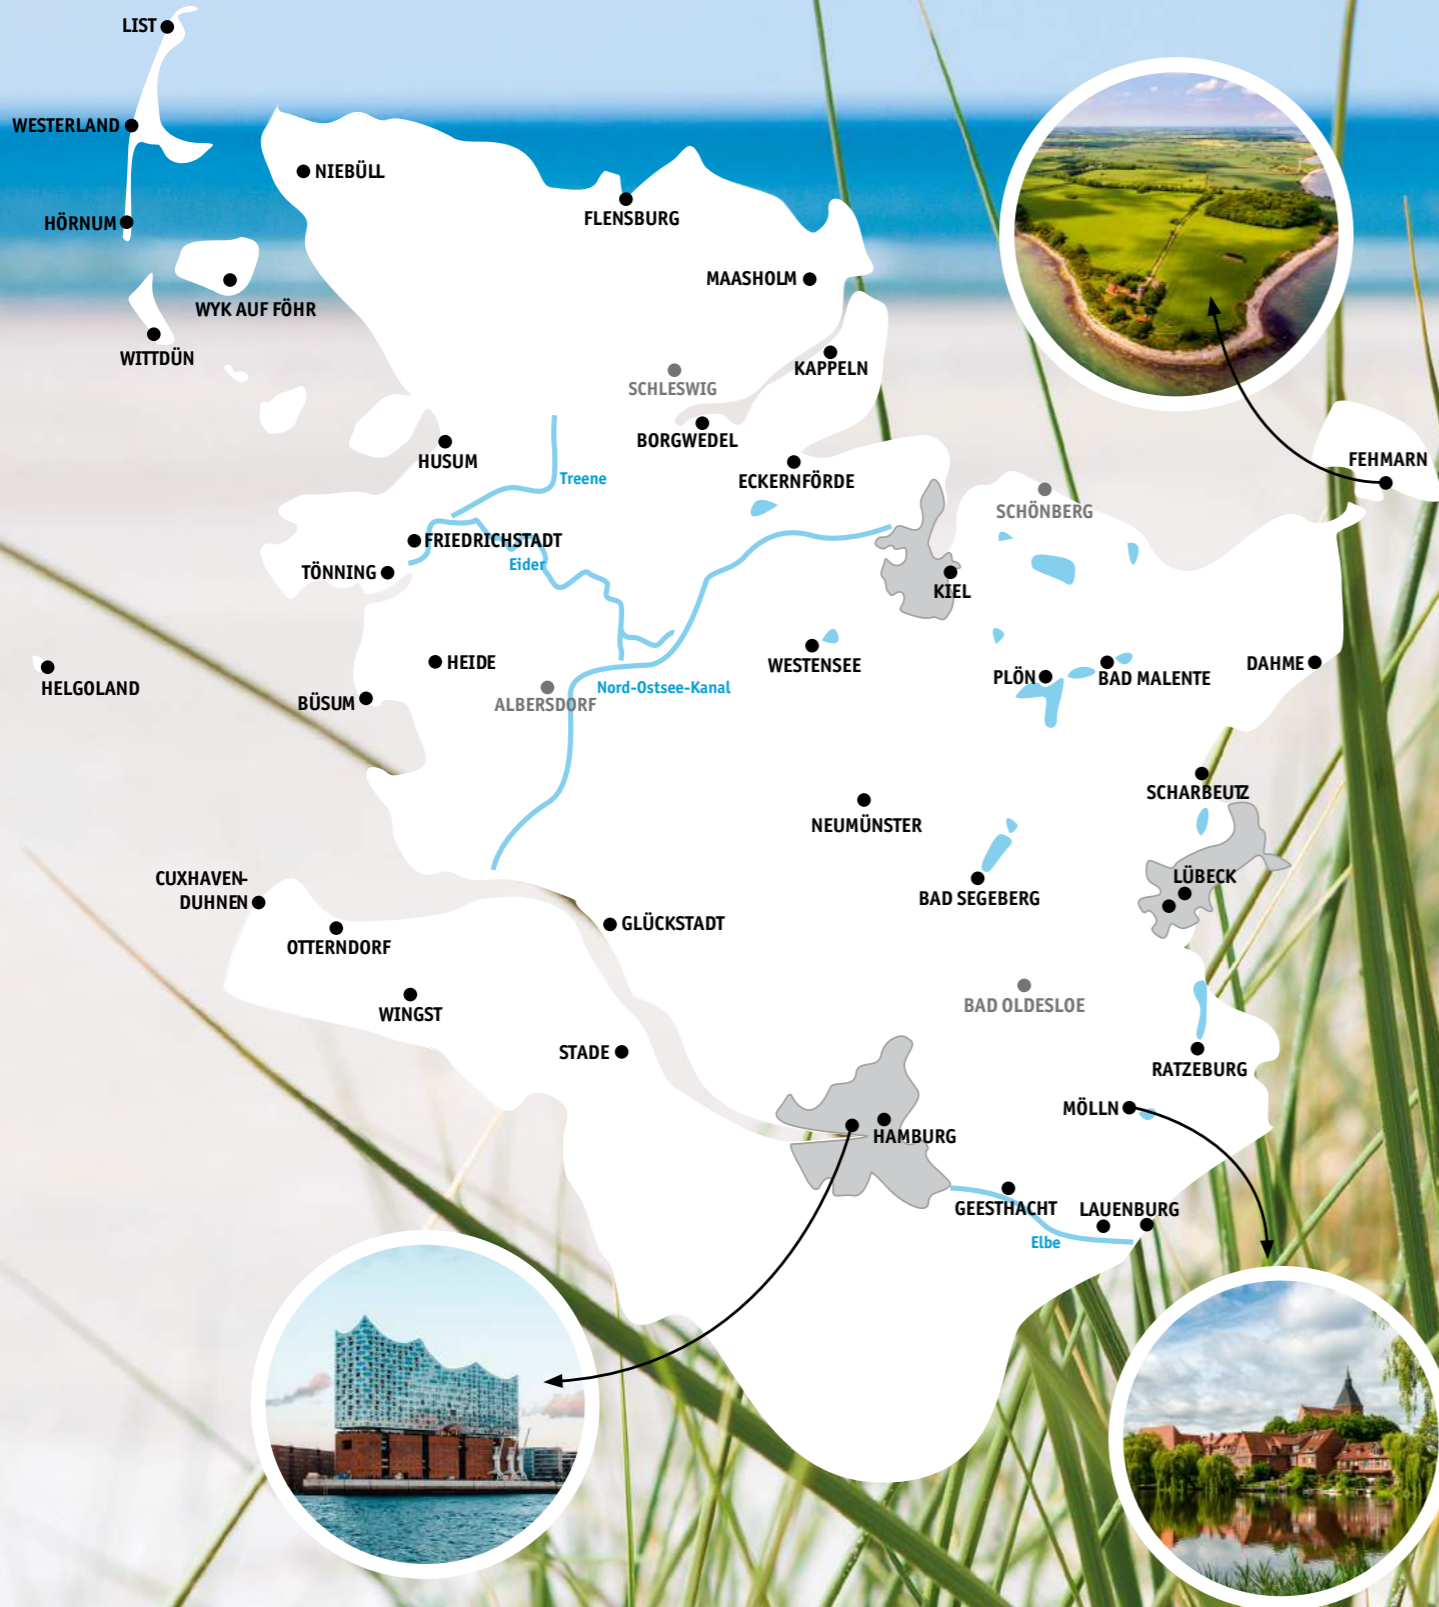 LIST
WESTERLAND
NIEBÜLL
HÖRNUM
FLENSBURG
MAASHOLM
WYK AUF FÖHR
WITTDÜN
KAPPELN
SCHLESWIG
BORGWEDEL
HUSUM
FEHMARN
Treene
ECKERNFÖRDE
SCHÖNBERG
FRIEDRICHSTADT
Eider
TÖNNING
KIEL
HEIDE
WESTENSEE
DAHME
PLÖN
BAD MALENTE
HELGOLAND
Nord-Ostsee-Kanal
BÜSUM
ALBERSDORF
SCHARBEUTZ
NEUMÜNSTER
CUXHAVEN-
DUHNEN
LÜBECK
BAD SEGEBERG
GLÜCKSTADT
OTTERNDORF
BAD OLDESLOE
WINGST
STADE
RATZEBURG
MÖLLN
HAMBURG
GEESTHACHT
LAUENBURG
Elbe